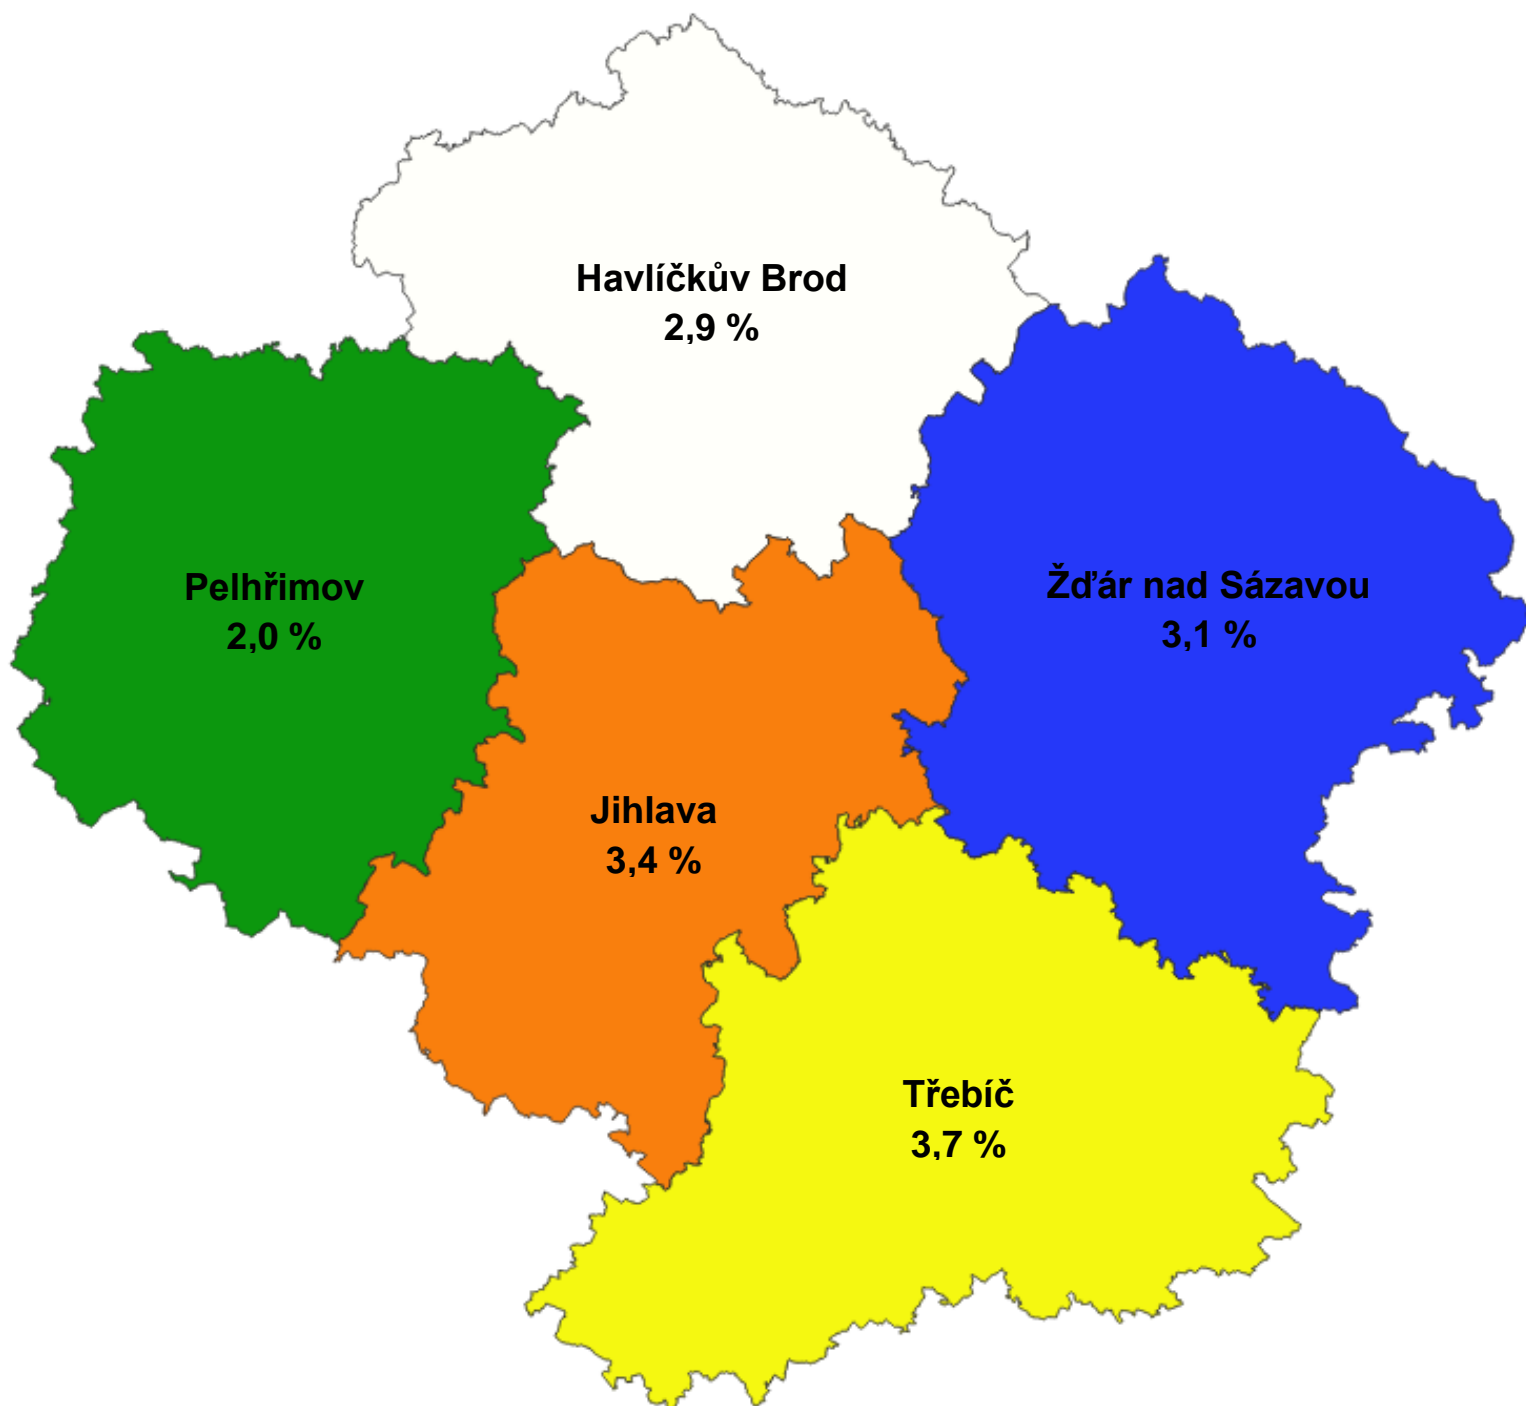 Havlíčkův Brod
2,9 %
Pelhřimov
2,0 %
Žďár nad Sázavou
3,1 %
Jihlava
3,4 %
Třebíč
3,7 %